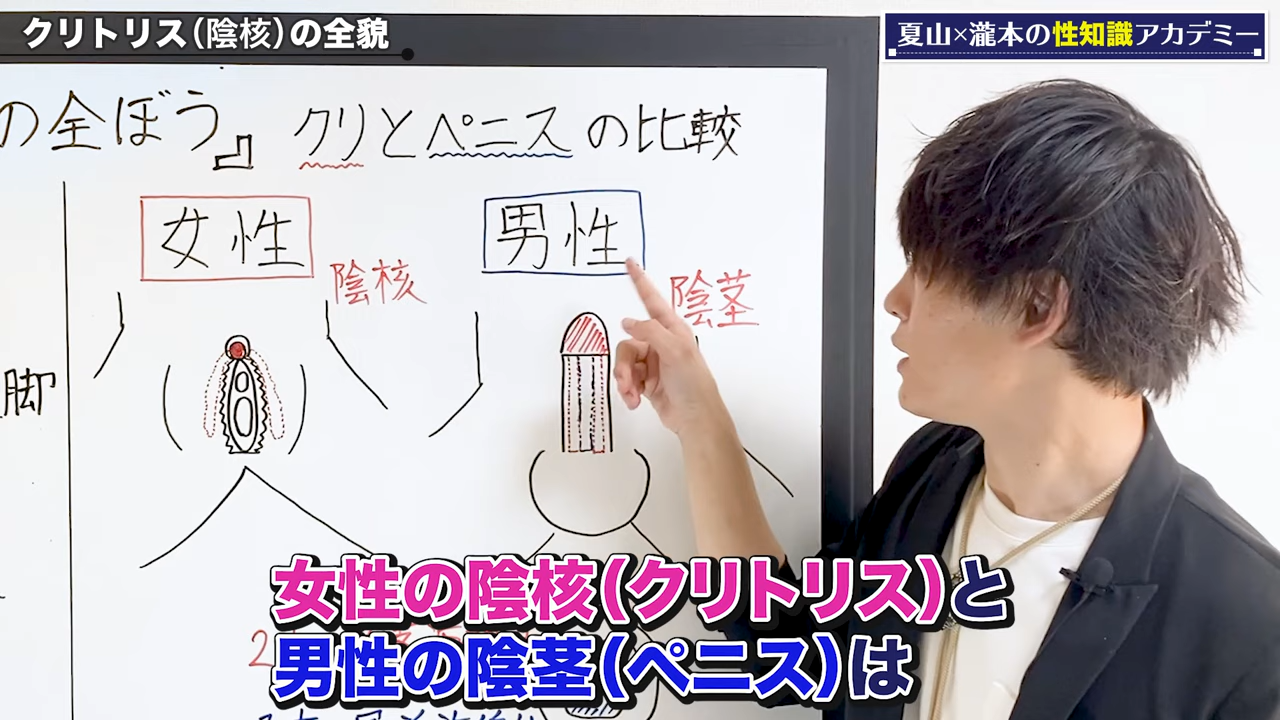 クリトリス(陰核)の全貌
夏山×瀧本の性知識アカデミー
の全ぼう』 クリとペニスの比較
女性
陰核
男性
陰茎
脚
女性の陰核(クリトリス)と
男性の陰茎(ペニス)は